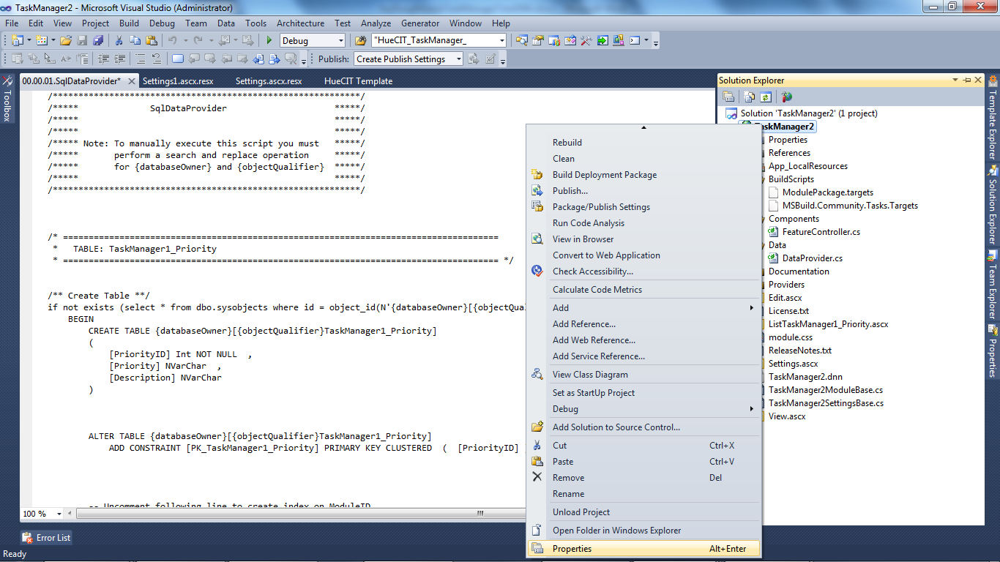 TaskManager2 - Microsoft Visual Studio (Administrator)
File Edit View Project Build Debug Team Data Tools Architecture Test Analyze Generator Window Help
Debug "HueCIT_TaskManager_
Publish: Create Publish Settings
00.00.01.SqlDataProvider* Settings1.ascx.resx Settings.ascx.resx HueCIT Template
Toolbox
/************************************************************/
/***** SqlDataProvider *****/
/***** *****/
/***** *****/
/***** Note: To manually execute this script you must *****/
/***** perform a search and replace operation *****/
/***** for {databaseOwner} and {objectQualifier} *****/
/***** *****/
/************************************************************/
/* =====================================================================================
* TABLE: TaskManager1_Priority
* ===================================================================================== */
/** Create Table **/
if not exists (select * from dbo.sysobjects where id = object_id(N'{databaseOwner}[{objectQua
BEGIN
CREATE TABLE {databaseOwner}[{objectQualifier}TaskManager1_Priority]
(
[PriorityID] Int NOT NULL ,
[Priority] NVarChar ,
[Description] NVarChar
)
ALTER TABLE {databaseOwner}[{objectQualifier}TaskManager1_Priority]
ADD CONSTRAINT [PK_TaskManager1_Priority] PRIMARY KEY CLUSTERED ( [PriorityID]
-- Uncomment following line to create index on ModuleID
100 %
Error List
Ready
Rebuild
Clean
Build Deployment Package
Publish...
Package/Publish Settings
Run Code Analysis
View in Browser
Convert to Web Application
Check Accessibility...
Calculate Code Metrics
Add
Add Reference...
Add Web Reference...
Add Service Reference...
View Class Diagram
Set as StartUp Project
Debug
Add Solution to Source Control...
Cut Ctrl+X
Paste Ctrl+V
Remove Del
Rename
Unload Project
Open Folder in Windows Explorer
Properties Alt+Enter
Solution Explorer
Solution 'TaskManager2' (1 project)
TaskManager2
Properties
References
App_LocalResources
BuildScripts
ModulePackage.targets
MSBuild.Community.Tasks.Targets
Components
FeatureController.cs
Data
DataProvider.cs
Documentation
Providers
Edit.ascx
License.txt
ListTaskManager1_Priority.ascx
module.css
ReleaseNotes.txt
Settings.ascx
TaskManager2.dnn
TaskManager2ModuleBase.cs
TaskManager2SettingsBase.cs
View.ascx
Template Explorer
Solution Explorer
Team Explorer
Properties